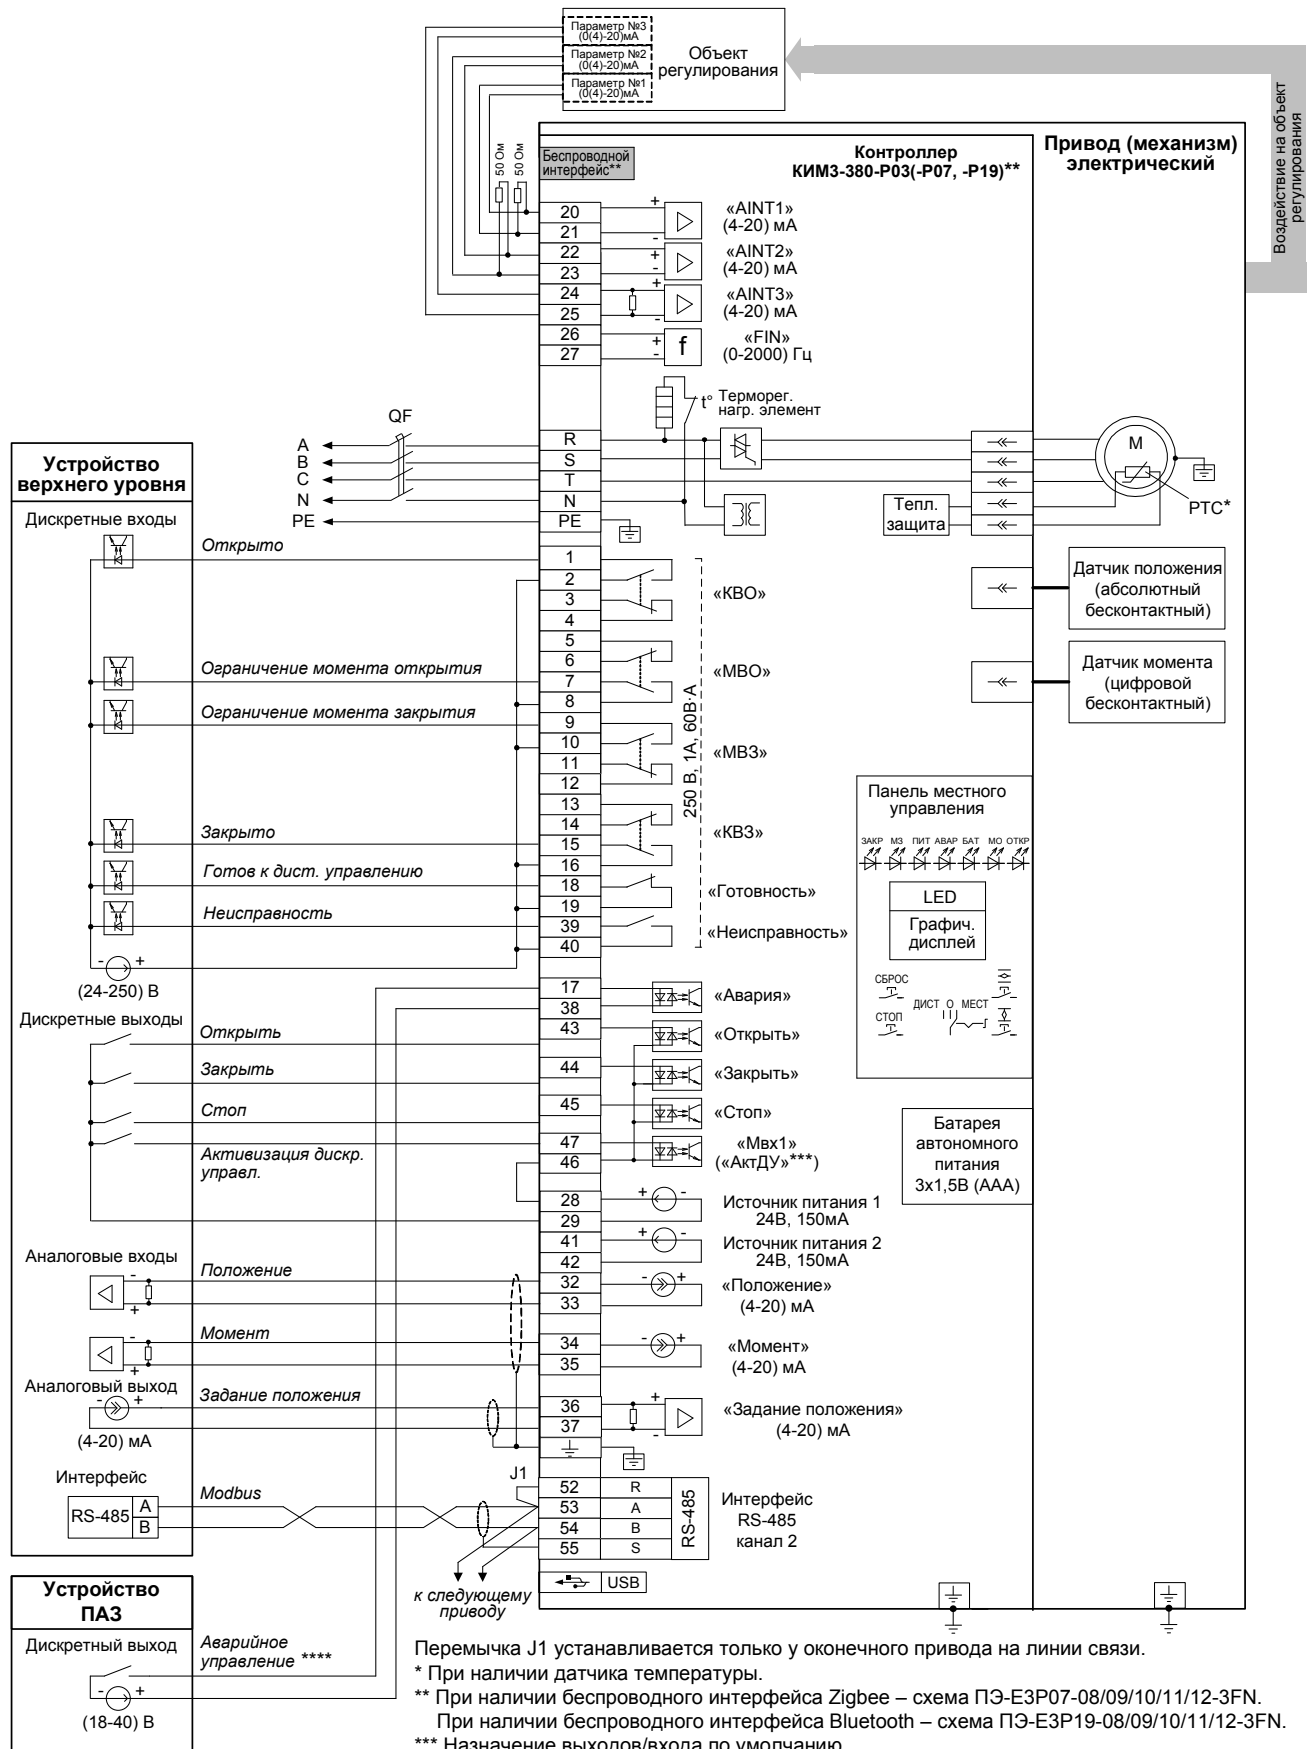 Параметр №3
(0(4)-20)мА
Параметр №2
(0(4)-20)мА
Параметр №1
(0(4)-20)мА
Объект
регулирования
Воздействие на объект
регулирования
50 Ом
50 Ом
Беспроводной
интерфейс**
Контроллер
КИМ3-380-Р03(-Р07, -Р19)**
Привод (механизм)
электрический
20
21
22
23
24
25
26
27
+
-
«AINT1»
(4-20) мА
+
-
«AINT2»
(4-20) мА
+
-
«AINT3»
(4-20) мА
+
-
f
«FIN»
(0-2000) Гц
t° Терморег.
нагр. элемент
QF
A
B
C
N
PE
R
S
T
N
PE
M
PTC*
Тепл.
защита
Устройство
верхнего уровня
Дискретные входы
Открыто
Ограничение момента открытия
Ограничение момента закрытия
Закрыто
Готов к дист. управлению
Неисправность
- +
(24-250) В
1
2
3
4
5
6
7
8
9
10
11
12
13
14
15
16
18
19
39
40
«КВО»
«МВО»
«МВЗ»
«КВЗ»
«Готовность»
«Неисправность»
250 В, 1А, 60В·А
Датчик положения
(абсолютный
бесконтактный)
Датчик момента
(цифровой
бесконтактный)
Панель местного
управления
ЗАКР МЗ ПИТ АВАР БАТ МО ОТКР
LED
Графич.
дисплей
СБРОС
СТОП
ДИСТ О МЕСТ
Батарея
автономного
питания
3х1,5В (ААА)
Дискретные выходы
Открыть
Закрыть
Стоп
Активизация дискр.
управл.
17
38
43
44
45
47
46
28
29
41
42
32
33
34
35
36
37
«Авария»
«Открыть»
«Закрыть»
«Стоп»
«Мвх1»
(«АктДУ»***)
+ -
Источник питания 1
24В, 150мА
+ -
Источник питания 2
24В, 150мА
- +
«Положение»
(4-20) мА
- +
«Момент»
(4-20) мА
+
-
«Задание положения»
(4-20) мА
Аналоговые входы
-
+
Положение
-
+
Момент
Аналоговый выход
- +
Задание положения
(4-20) мА
Интерфейс
RS-485
A
B
Modbus
J1
52 R
53 A
54 B
55 S
RS-485
Интерфейс
RS-485
канал 2
USB
к следующему
приводу
Устройство
ПАЗ
Дискретный выход
Аварийное
управление ****
- +
(18-40) В
Перемычка J1 устанавливается только у оконечного привода на линии связи.
* При наличии датчика температуры.
** При наличии беспроводного интерфейса Zigbee – схема ПЭ-Е3Р07-08/09/10/11/12-3FN.
При наличии беспроводного интерфейса Bluetooth – схема ПЭ-Е3Р19-08/09/10/11/12-3FN.
*** Назначение выходов/входа по умолчанию